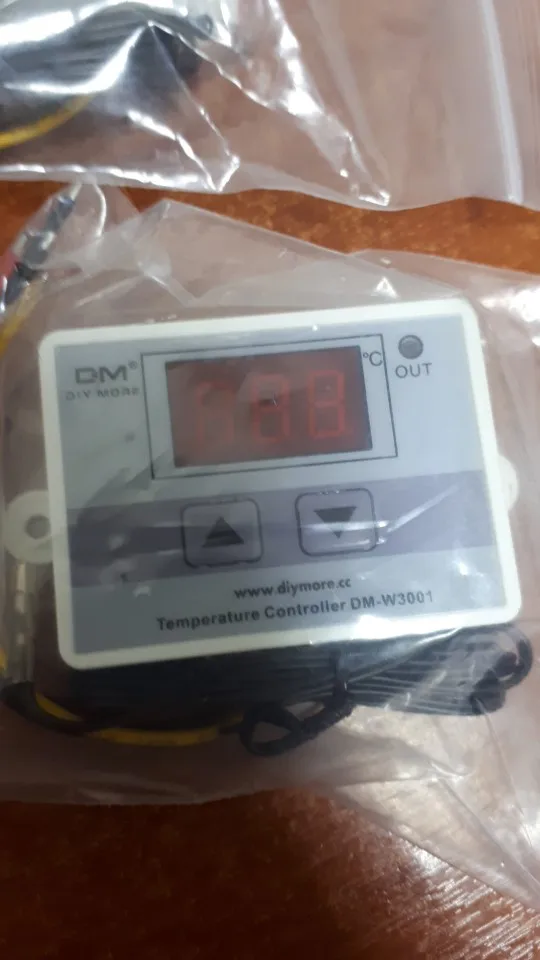 DM®
DIY MORE
°C
OUT
www.diymore.cc
Temperature Controller DM-W3001